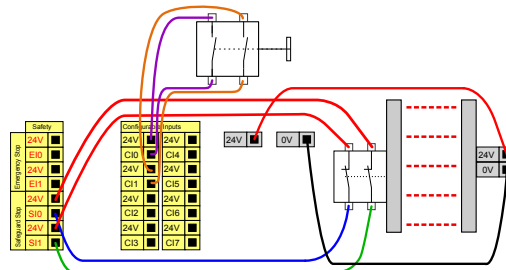 Safety
Emergency Stop
24V
EI0
24V
EI1
Safeguard Stop
24V
SI0
24V
SI1
Configurable Inputs
24V 24V
CI0 CI4
24V 24V
CI1 CI5
24V 24V
CI2 CI6
24V 24V
CI3 CI7
24V
0V
24V
0V